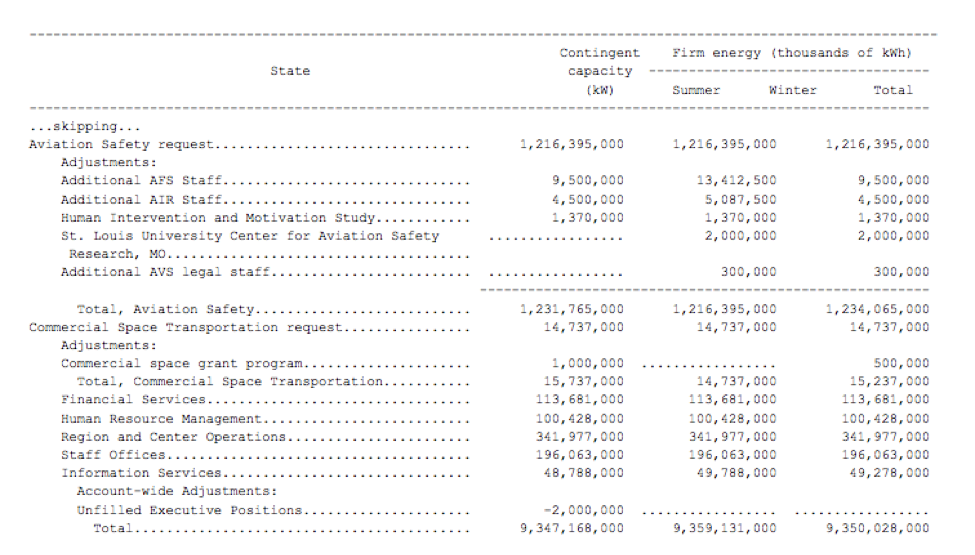 -----------------------------------------------------------------------------------------------------------------
Contingent Firm energy (thousands of kWh)
State capacity -----------------------------------
(kW) Summer Winter Total
-----------------------------------------------------------------------------------------------------------------
...skipping...
Aviation Safety request................................ 1,216,395,000 1,216,395,000 1,216,395,000
Adjustments:
Additional AFS Staff............................... 9,500,000 13,412,500 9,500,000
Additional AIR Staff............................... 4,500,000 5,087,500 4,500,000
Human Intervention and Motivation Study............ 1,370,000 1,370,000 1,370,000
St. Louis University Center for Aviation Safety ................. 2,000,000 2,000,000
Research, MO......................................
Additional AVS legal staff......................... ................. 300,000 300,000
--------------------------------------------------------
Total, Aviation Safety........................... 1,231,765,000 1,216,395,000 1,234,065,000
Commercial Space Transportation request................ 14,737,000 14,737,000 14,737,000
Adjustments:
Commercial space grant program..................... 1,000,000 ................. 500,000
Total, Commercial Space Transportation........... 15,737,000 14,737,000 15,237,000
Financial Services................................. 113,681,000 113,681,000 113,681,000
Human Resource Management.......................... 100,428,000 100,428,000 100,428,000
Region and Center Operations....................... 341,977,000 341,977,000 341,977,000
Staff Offices...................................... 196,063,000 196,063,000 196,063,000
Information Services............................... 48,788,000 49,788,000 49,278,000
Account-wide Adjustments:
Unfilled Executive Positions..................... -2,000,000 ................. .................
Total.......................................... 9,347,168,000 9,359,131,000 9,350,028,000